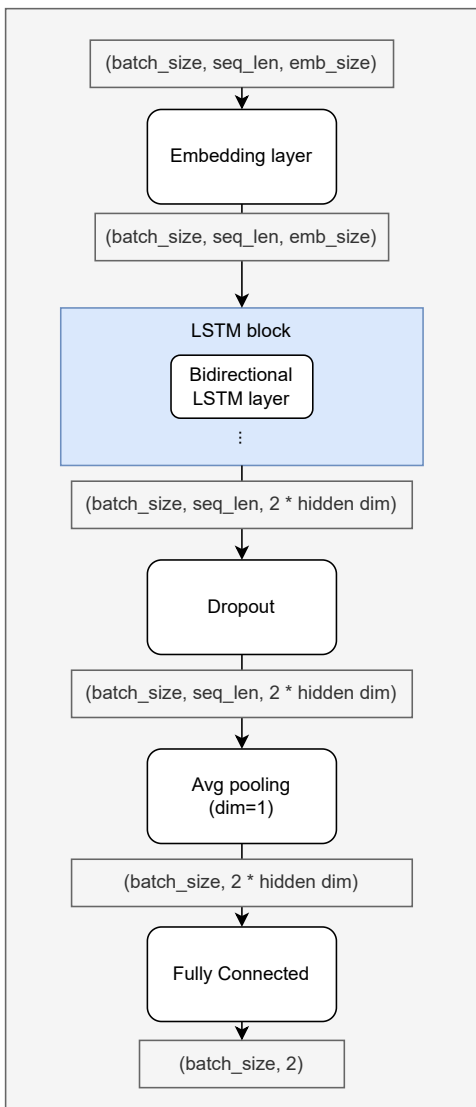 (batch_size, seq_len, emb_size)
Embedding layer
(batch_size, seq_len, emb_size)
LSTM block
Bidirectional
LSTM layer
⋮
(batch_size, seq_len, 2 * hidden dim)
Dropout
(batch_size, seq_len, 2 * hidden dim)
Avg pooling
(dim=1)
(batch_size, 2 * hidden dim)
Fully Connected
(batch_size, 2)